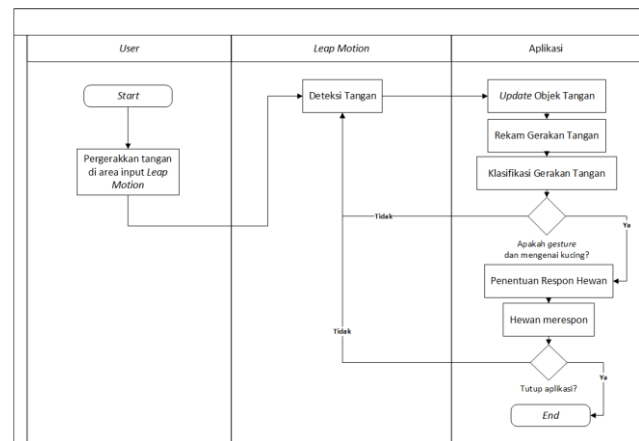 User
Leap Motion
Aplikasi
Start
Deteksi Tangan
Update Objek Tangan
Rekam Gerakan Tangan
Pergerakkan tangan
di area input Leap
Motion
Klasifikasi Gerakan Tangan
Tidak
Ya
Apakah gesture
dan mengenai kucing?
Penentuan Respon Hewan
Hewan merespon
Tidak
Ya
Tutup aplikasi?
End